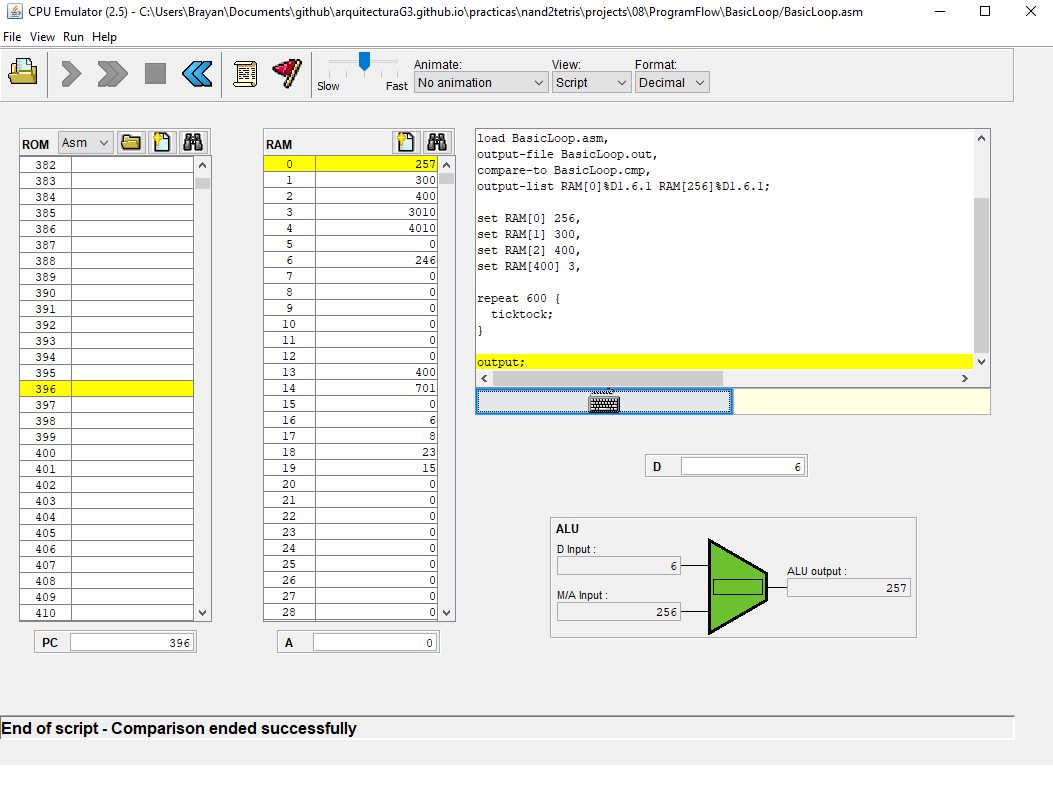 CPU Emulator (2.5) - C:\Users\Brayan\Documents\github\arquitecturaG3.github.io\practicas\nand2tetris\projects\08\ProgramFlow\BasicLoop/BasicLoop.asm
File View Run Help
Slow Fast
Animate: View: Format:
No animation Script Decimal
ROM Asm
382
383
384
385
386
387
388
389
390
391
392
393
394
395
396
397
398
399
400
401
402
403
404
405
406
407
408
409
410
PC 396
RAM
0 257
1 300
2 400
3 3010
4 4010
5 0
6 246
7 0
8 0
9 0
10 0
11 0
12 0
13 400
14 701
15 0
16 6
17 8
18 23
19 15
20 0
21 0
22 0
23 0
24 0
25 0
26 0
27 0
28 0
A 0
load BasicLoop.asm,
output-file BasicLoop.out,
compare-to BasicLoop.cmp,
output-list RAM[0]%D1.6.1 RAM[256]%D1.6.1;
set RAM[0] 256,
set RAM[1] 300,
set RAM[2] 400,
set RAM[400] 3,
repeat 600 {
ticktock;
}
output;
D 6
ALU
D Input :
6
M/A Input :
256
ALU output :
257
End of script - Comparison ended successfully